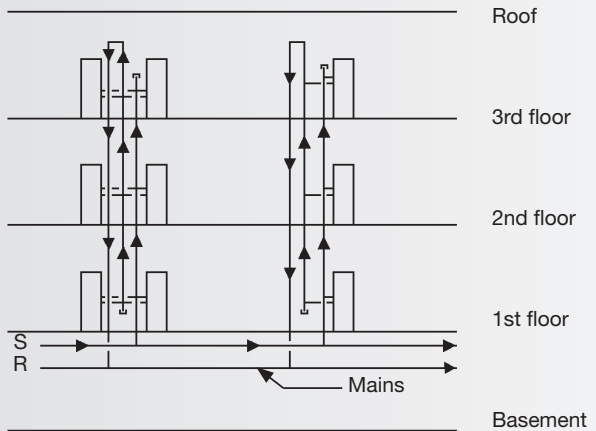 Roof
3rd floor
2nd floor
1st floor
S
R
Mains
Basement